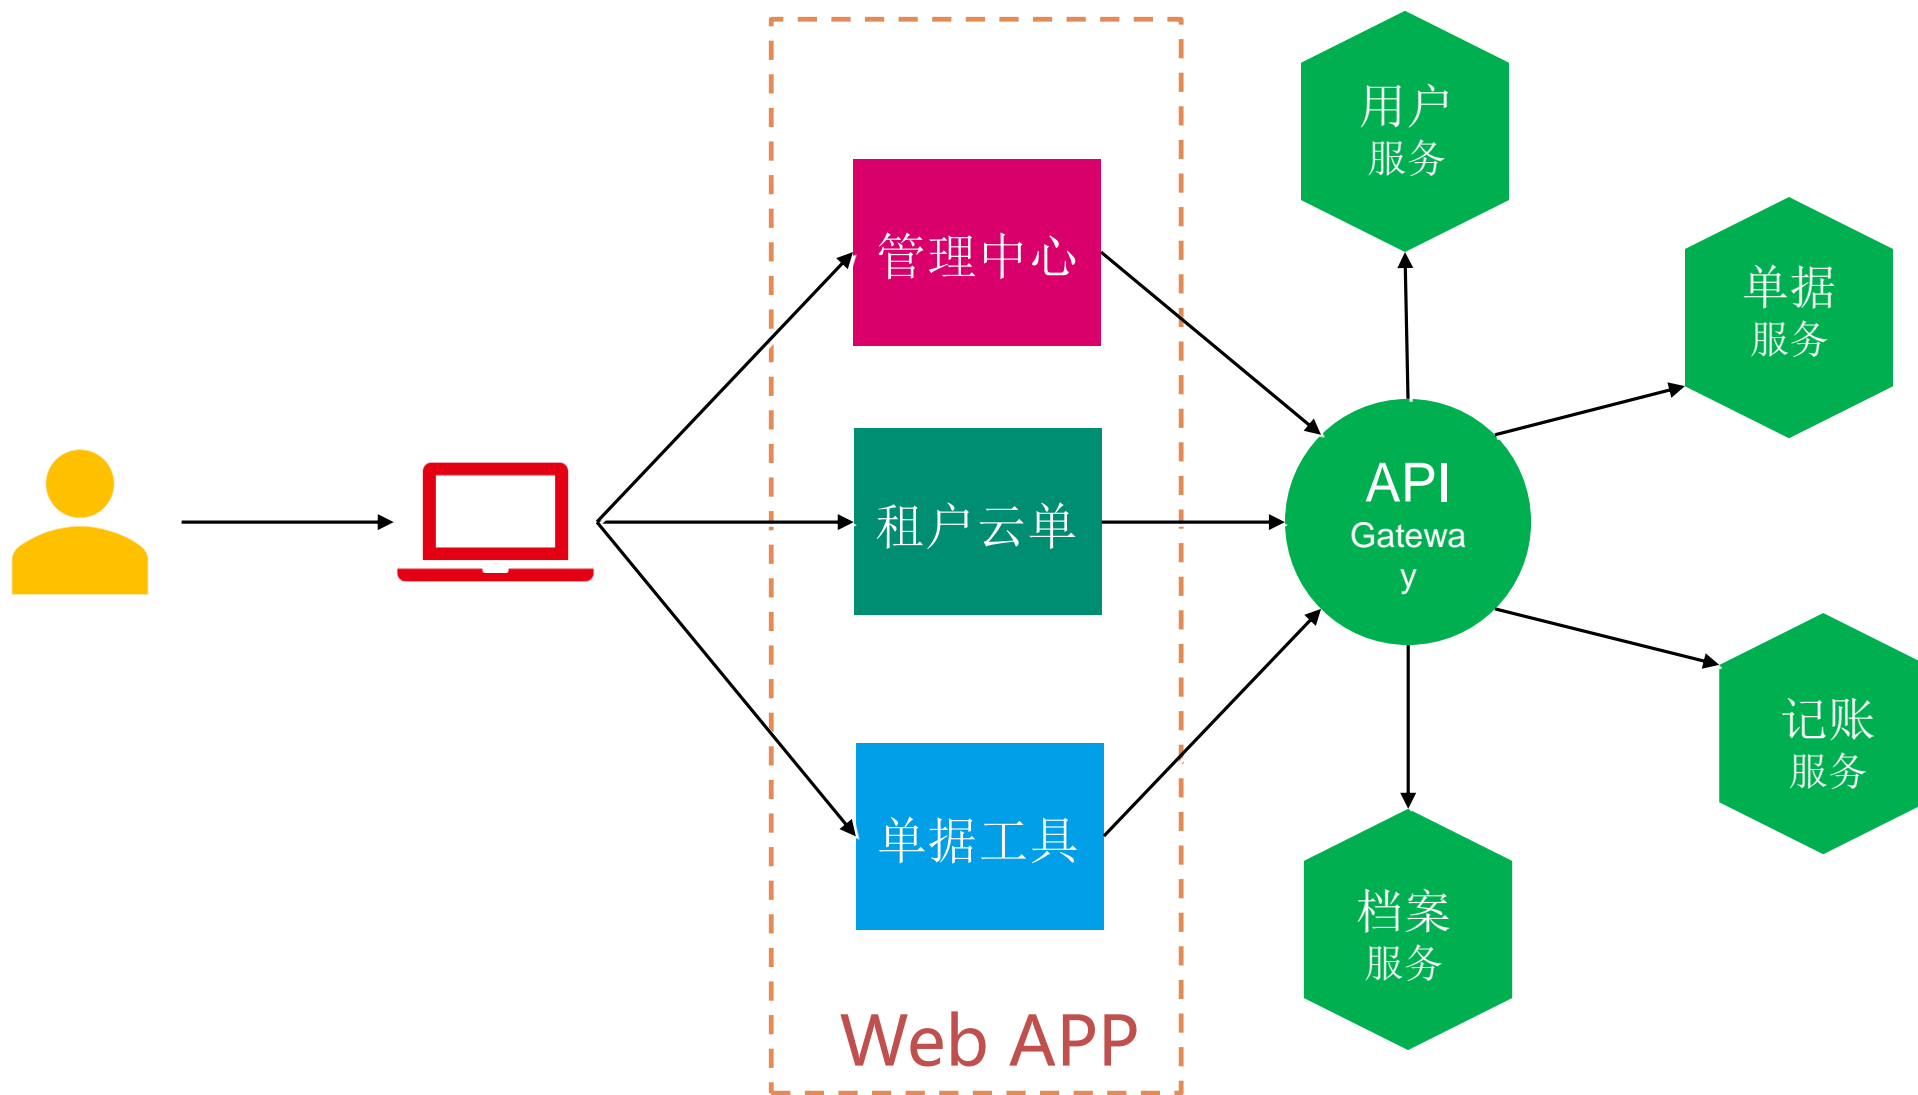 管理中心
租户云单
单据工具
Web APP
API
Gatewa
y
用户
服务
单据
服务
记账
服务
档案
服务